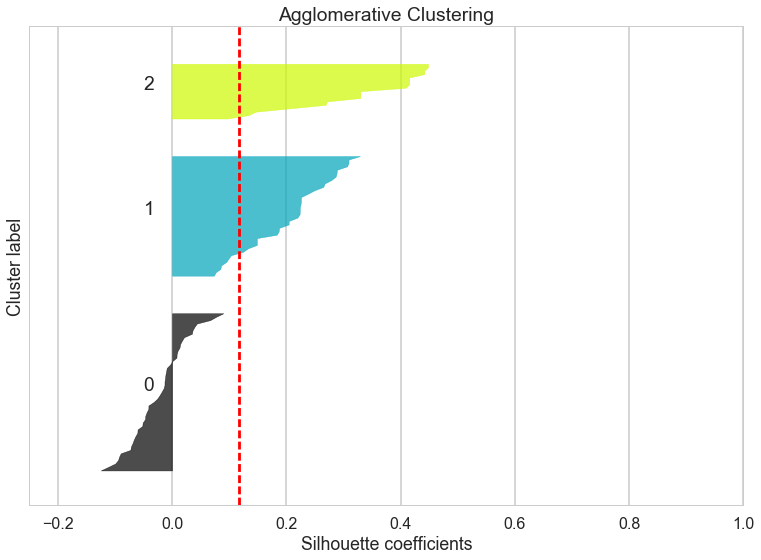 Agglomerative Clustering
2
1
0
Cluster label
−0.2 0.0 0.2 0.4 0.6 0.8 1.0
Silhouette coefficients